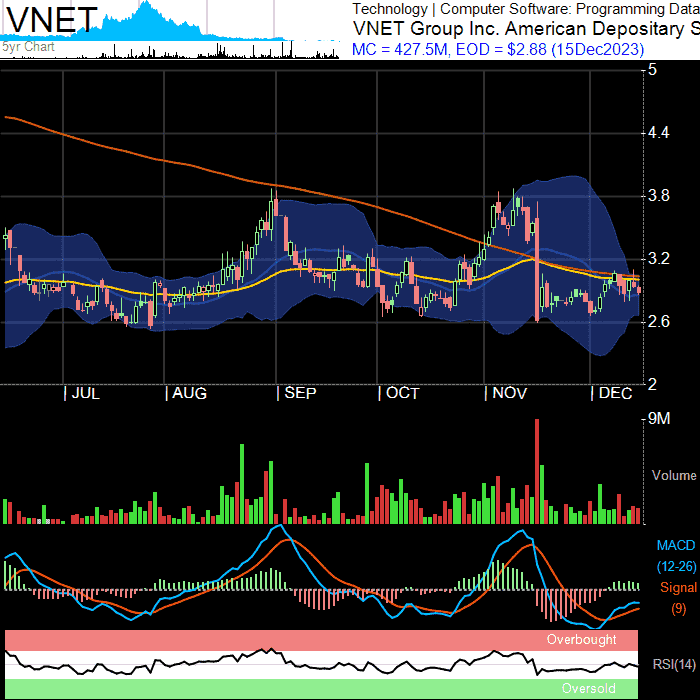 VNET
5yr Chart
Technology | Computer Software: Programming Data
VNET Group Inc. American Depositary S
MC = 427.5M, EOD = $2.88 (15Dec2023)
5
4.4
3.8
3.2
2.6
2
| JUL | AUG | SEP | OCT | NOV | DEC
9M
Volume
MACD
(12-26)
Signal
(9)
Overbought
RSI(14)
Oversold